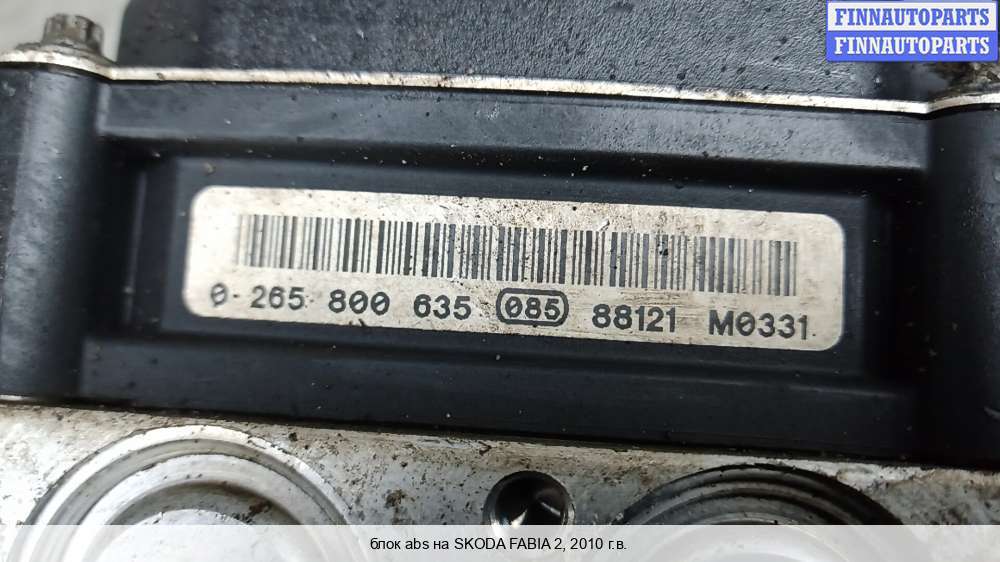 FINNAUTOPARTS
FINNAUTOPARTS
0 265 800 635 085 88121 M0331
блок abs на SKODA FABIA 2, 2010 г.в.